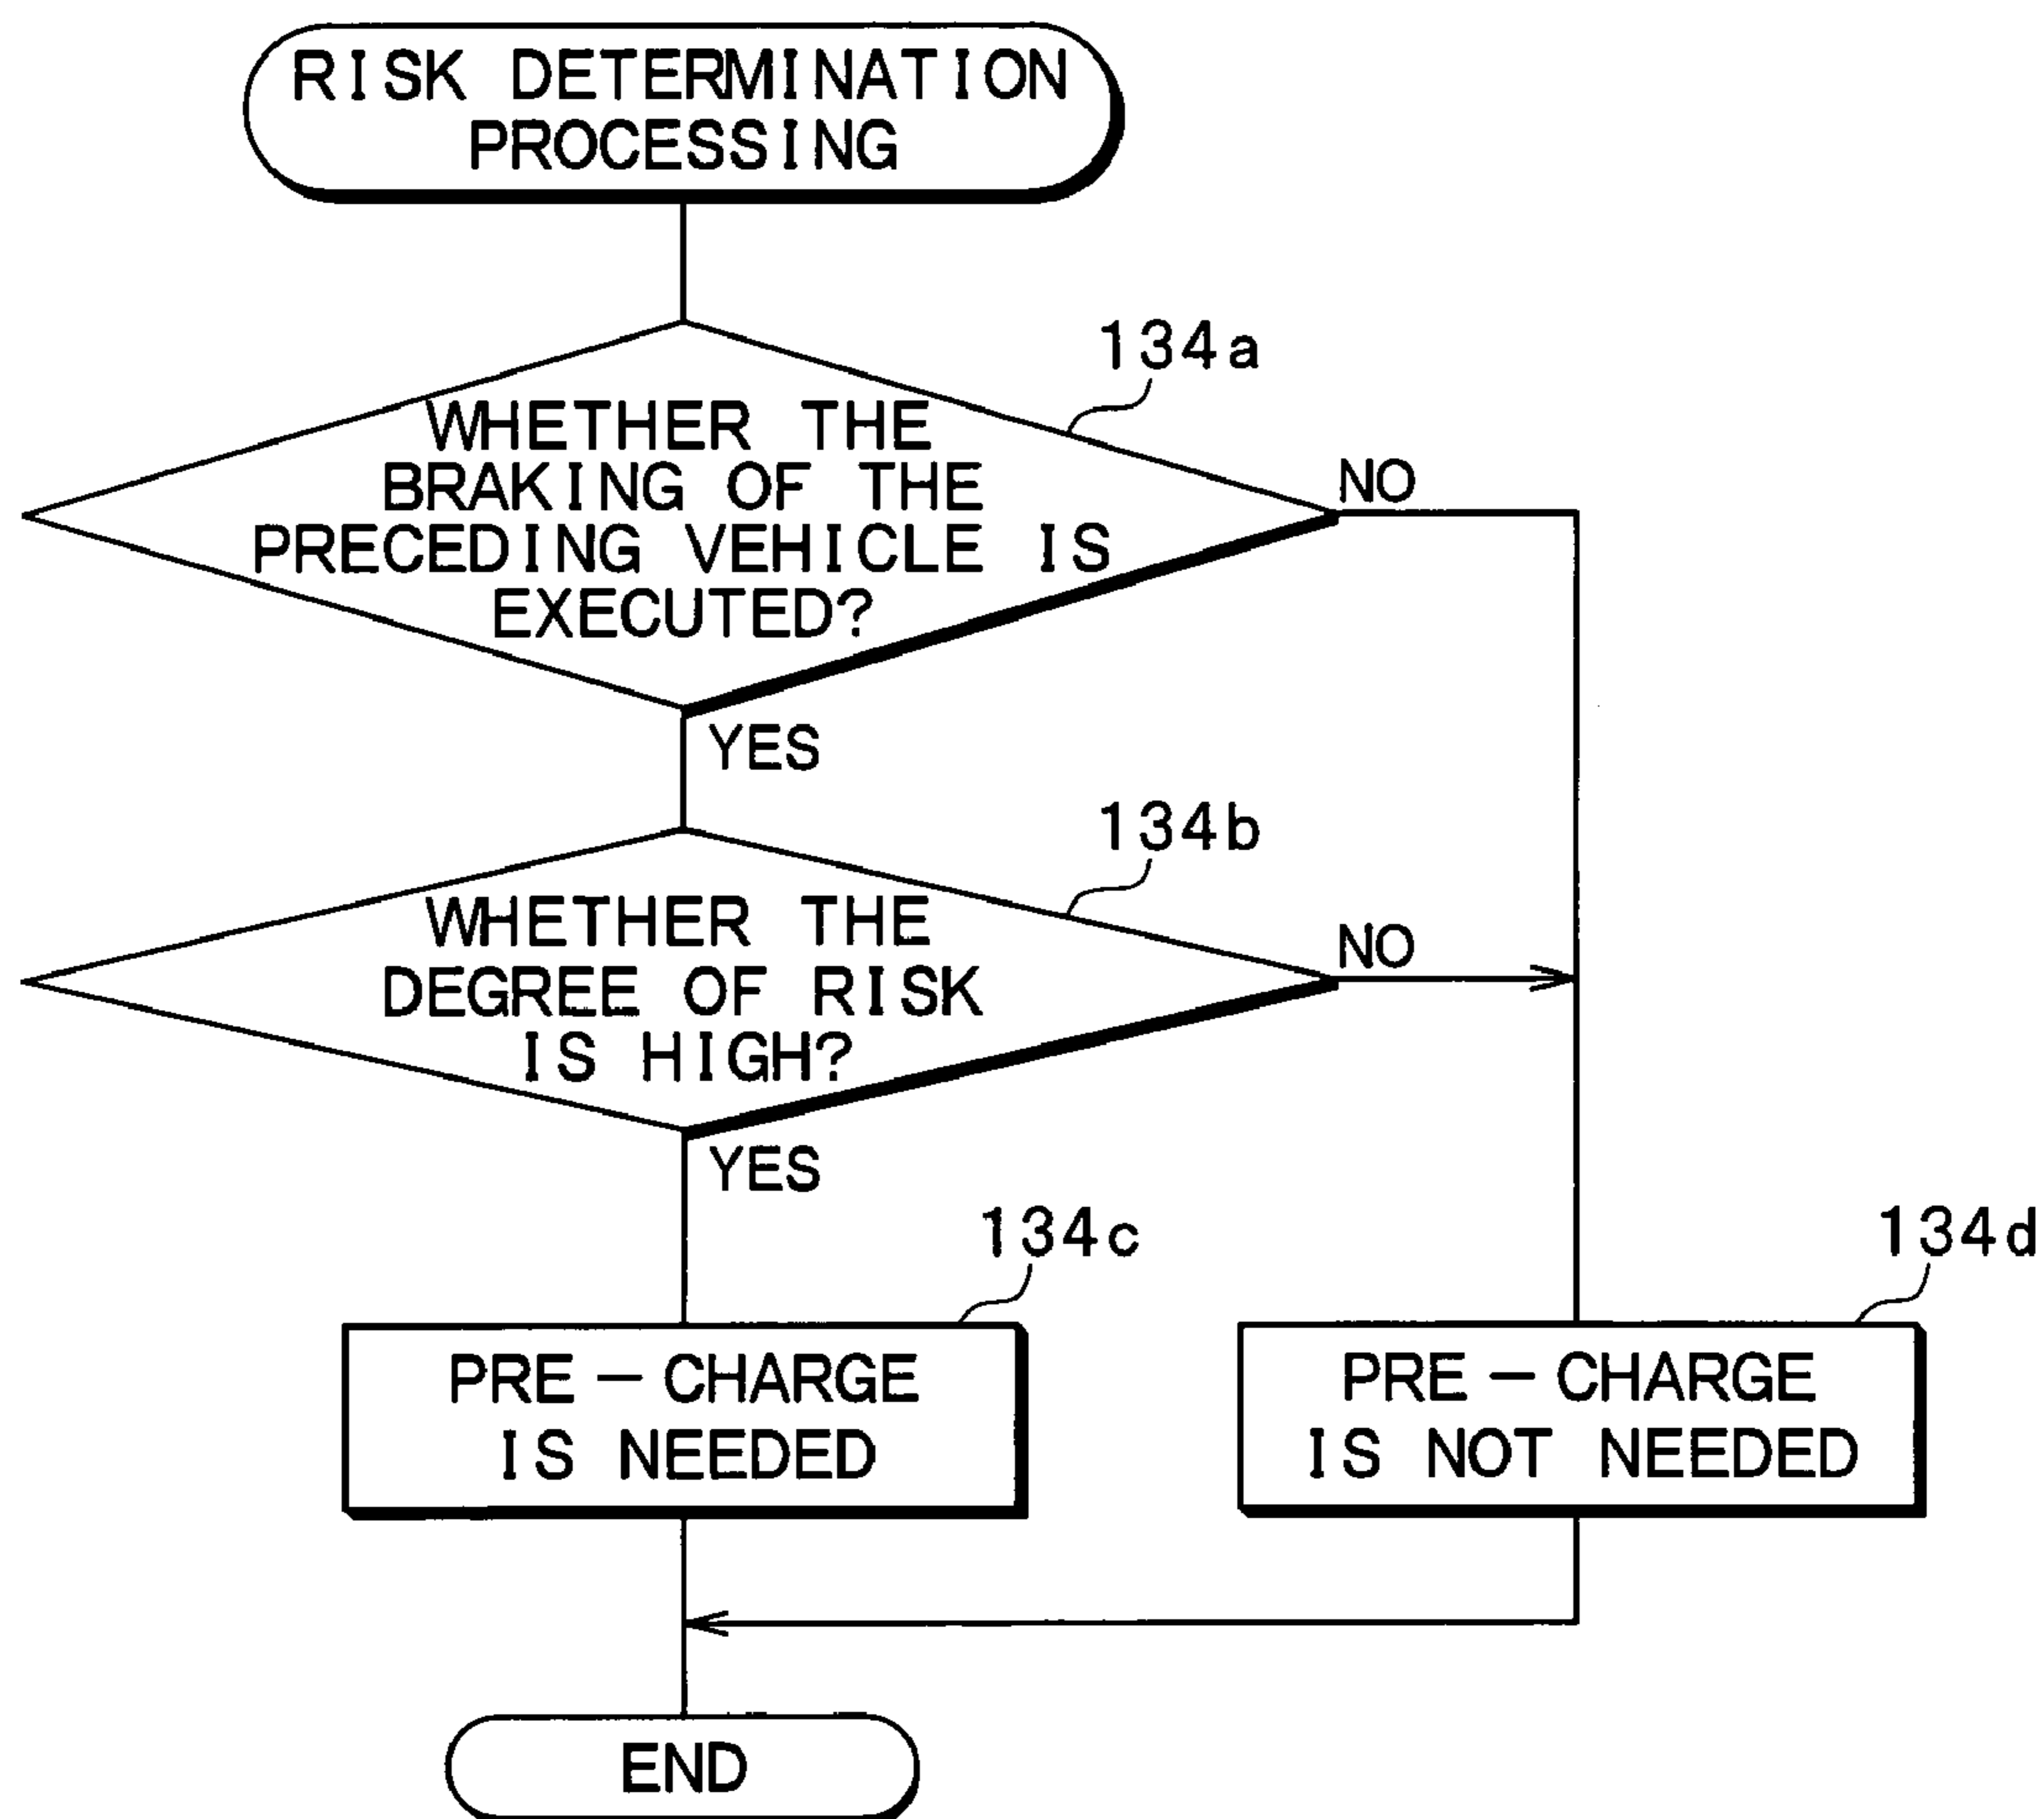 RISK DETERMINATION
PROCESSING
134a
WHETHER THE
BRAKING OF THE
PRECEDING VEHICLE IS
EXECUTED?
NO
YES
134b
WHETHER THE
DEGREE OF RISK
IS HIGH?
NO
YES
134c
PRE-CHARGE
IS NEEDED
134d
PRE-CHARGE
IS NOT NEEDED
END